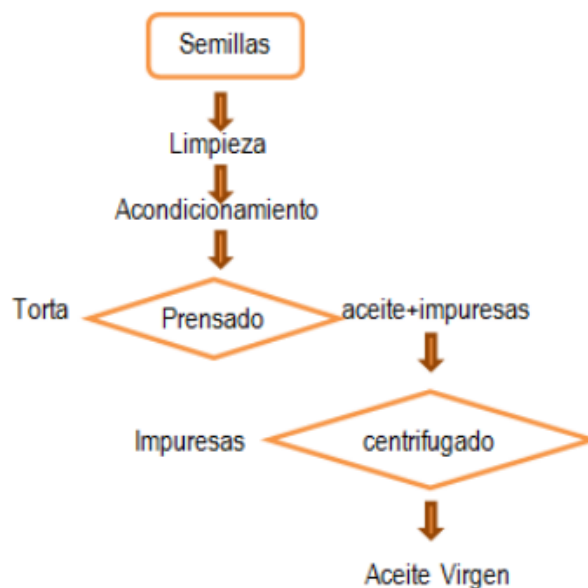 Semillas
Limpieza
Acondicionamiento
Torta
Prensado
aceite+impuresas
Impuresas
centrifugado
Aceite Virgen